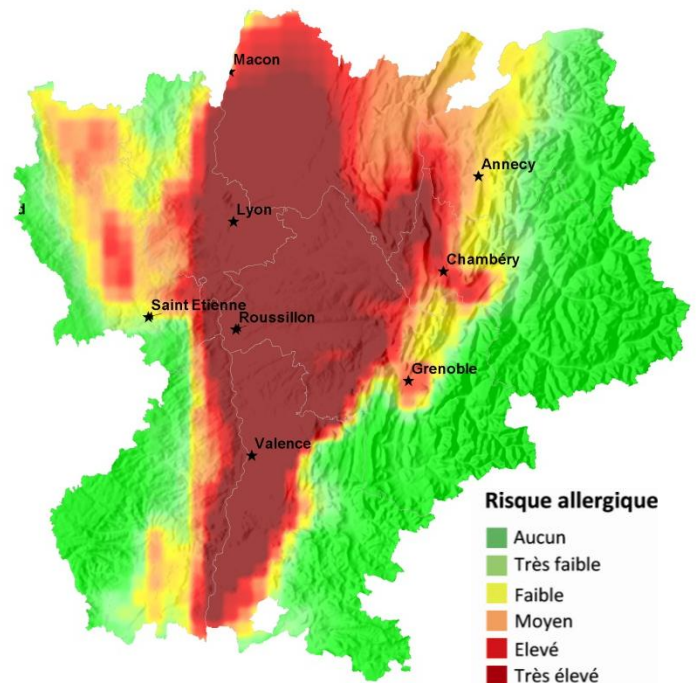 Macon
Annecy
Lyon
Chambéry
Saint Etienne
Roussillon
Grenoble
Valence
Risque allergique
Aucun
Très faible
Faible
Moyen
Elevé
Très élevé